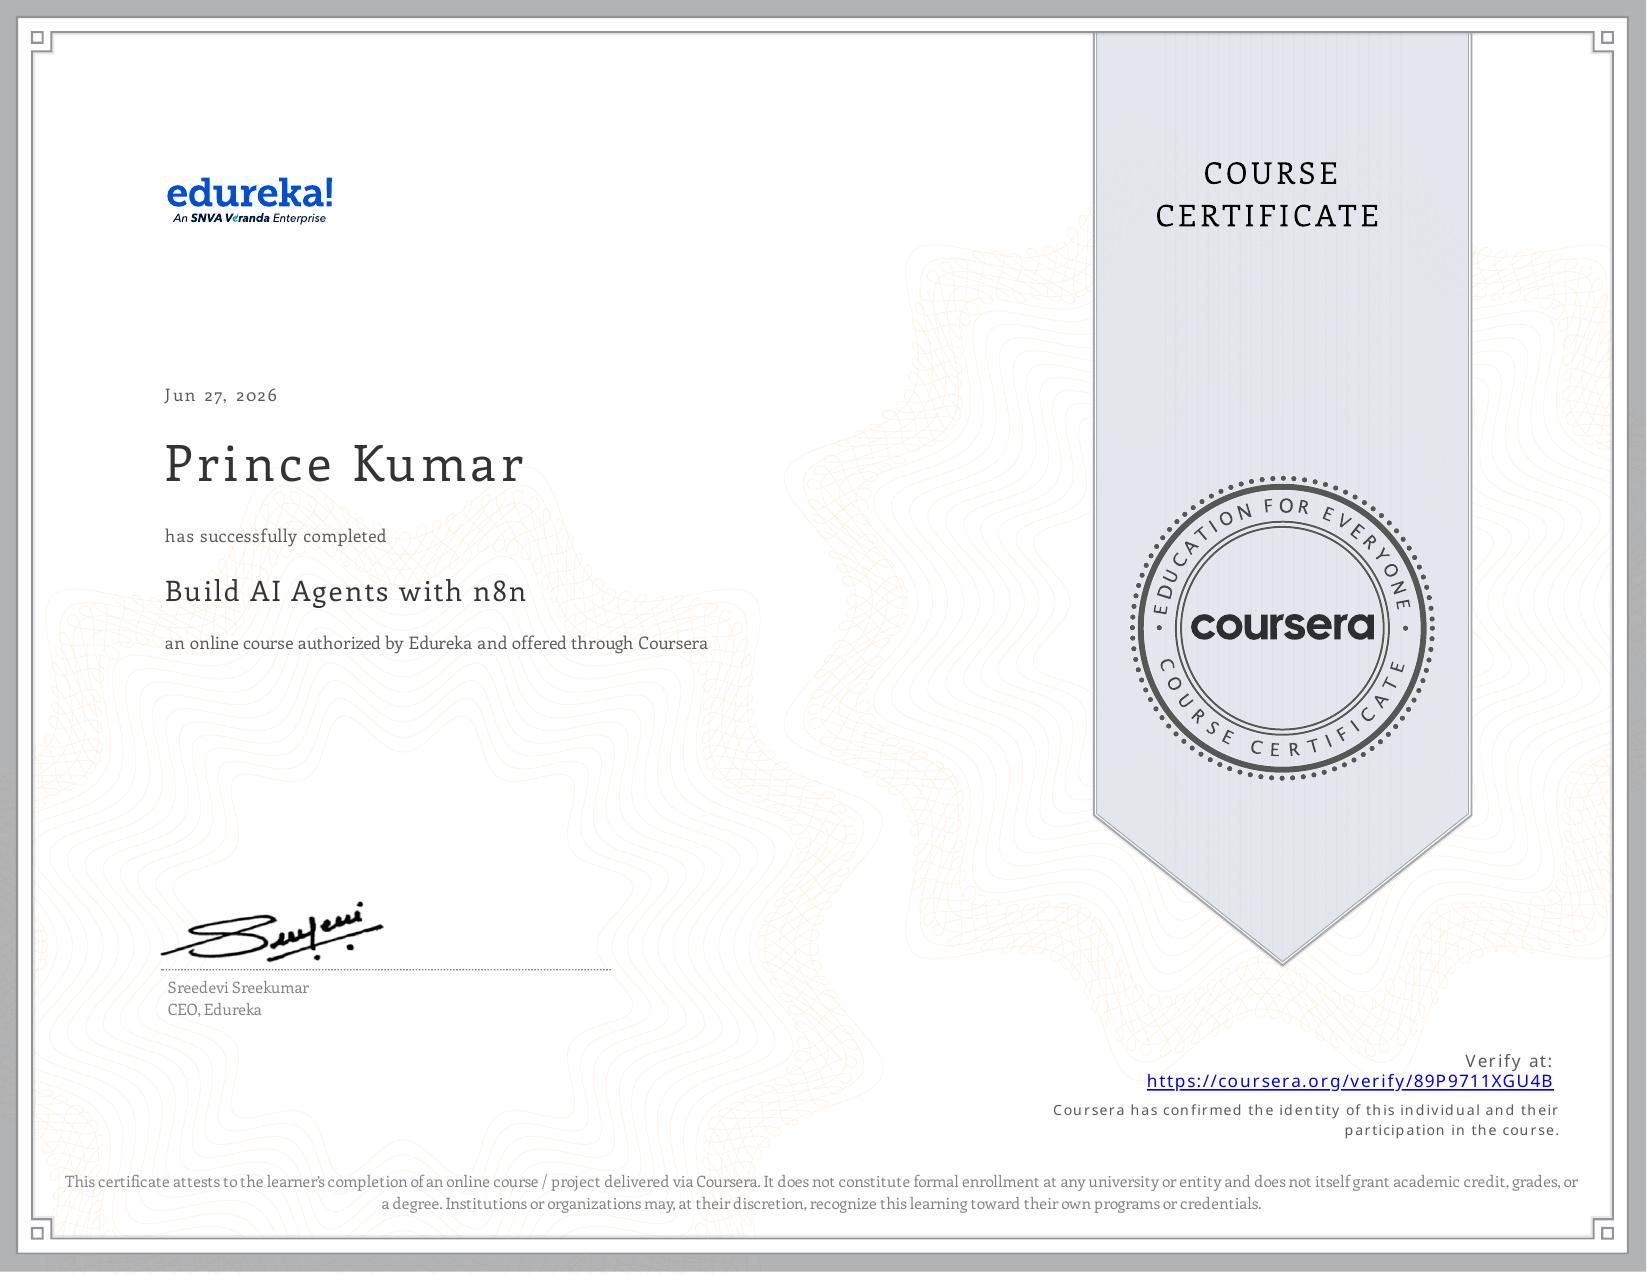 edureka!
An SNVA Veranda Enterprise
COURSE
CERTIFICATE
Jun 27, 2026
Prince Kumar
has successfully completed
Build AI Agents with n8n
an online course authorized by Edureka and offered through Coursera
EDUCATION FOR EVERYONE
coursera
COURSE CERTIFICATE
Sreedevi Sreekumar
CEO, Edureka
Verify at:
https://coursera.org/verify/89P9711XGU4B
Coursera has confirmed the identity of this individual and their
participation in the course.
This certificate attests to the learner's completion of an online course / project delivered via Coursera. It does not constitute formal enrollment at any university or entity and does not itself grant academic credit, grades, or
a degree. Institutions or organizations may, at their discretion, recognize this learning toward their own programs or credentials.